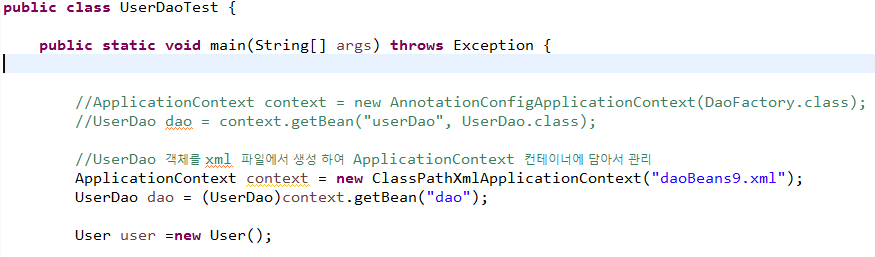 public class UserDaoTest {
public static void main(String[] args) throws Exception {
//ApplicationContext context = new AnnotationConfigApplicationContext(DaoFactory.class);
//UserDao dao = context.getBean("userDao", UserDao.class);
//UserDao 객체를 xml 파일에서 생성 하여 ApplicationContext 컨테이너에 담아서 관리
ApplicationContext context = new ClassPathXmlApplicationContext("daoBeans9.xml");
UserDao dao = (UserDao)context.getBean("dao");
User user =new User();